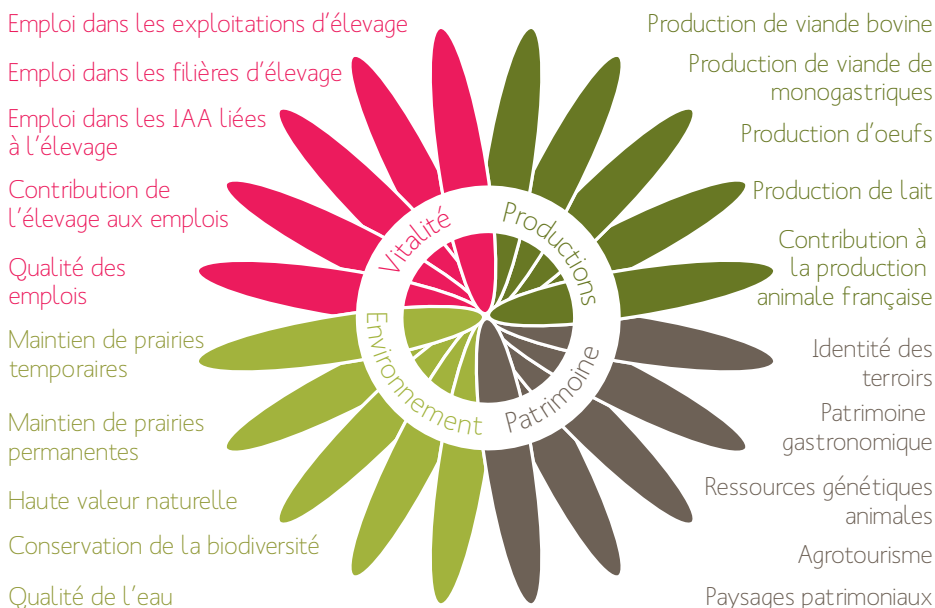 Emploi dans les exploitations d'élevage
Emploi dans les filières d'élevage
Emploi dans les IAA liées
à l'élevage
Contribution de
l'élevage aux emplois
Qualité des
emplois
Maintien de prairies
temporaires
Maintien de prairies
permanentes
Haute valeur naturelle
Conservation de la biodiversité
Qualité de l'eau
Vitalité
Productions
Environnement
Patrimoine
Production de viande bovine
Production de viande de
monogastriques
Production d'oeufs
Production de lait
Contribution à
la production
animale française
Identité des
terroirs
Patrimoine
gastronomique
Ressources génétiques
animales
Agrotourisme
Paysages patrimoniaux